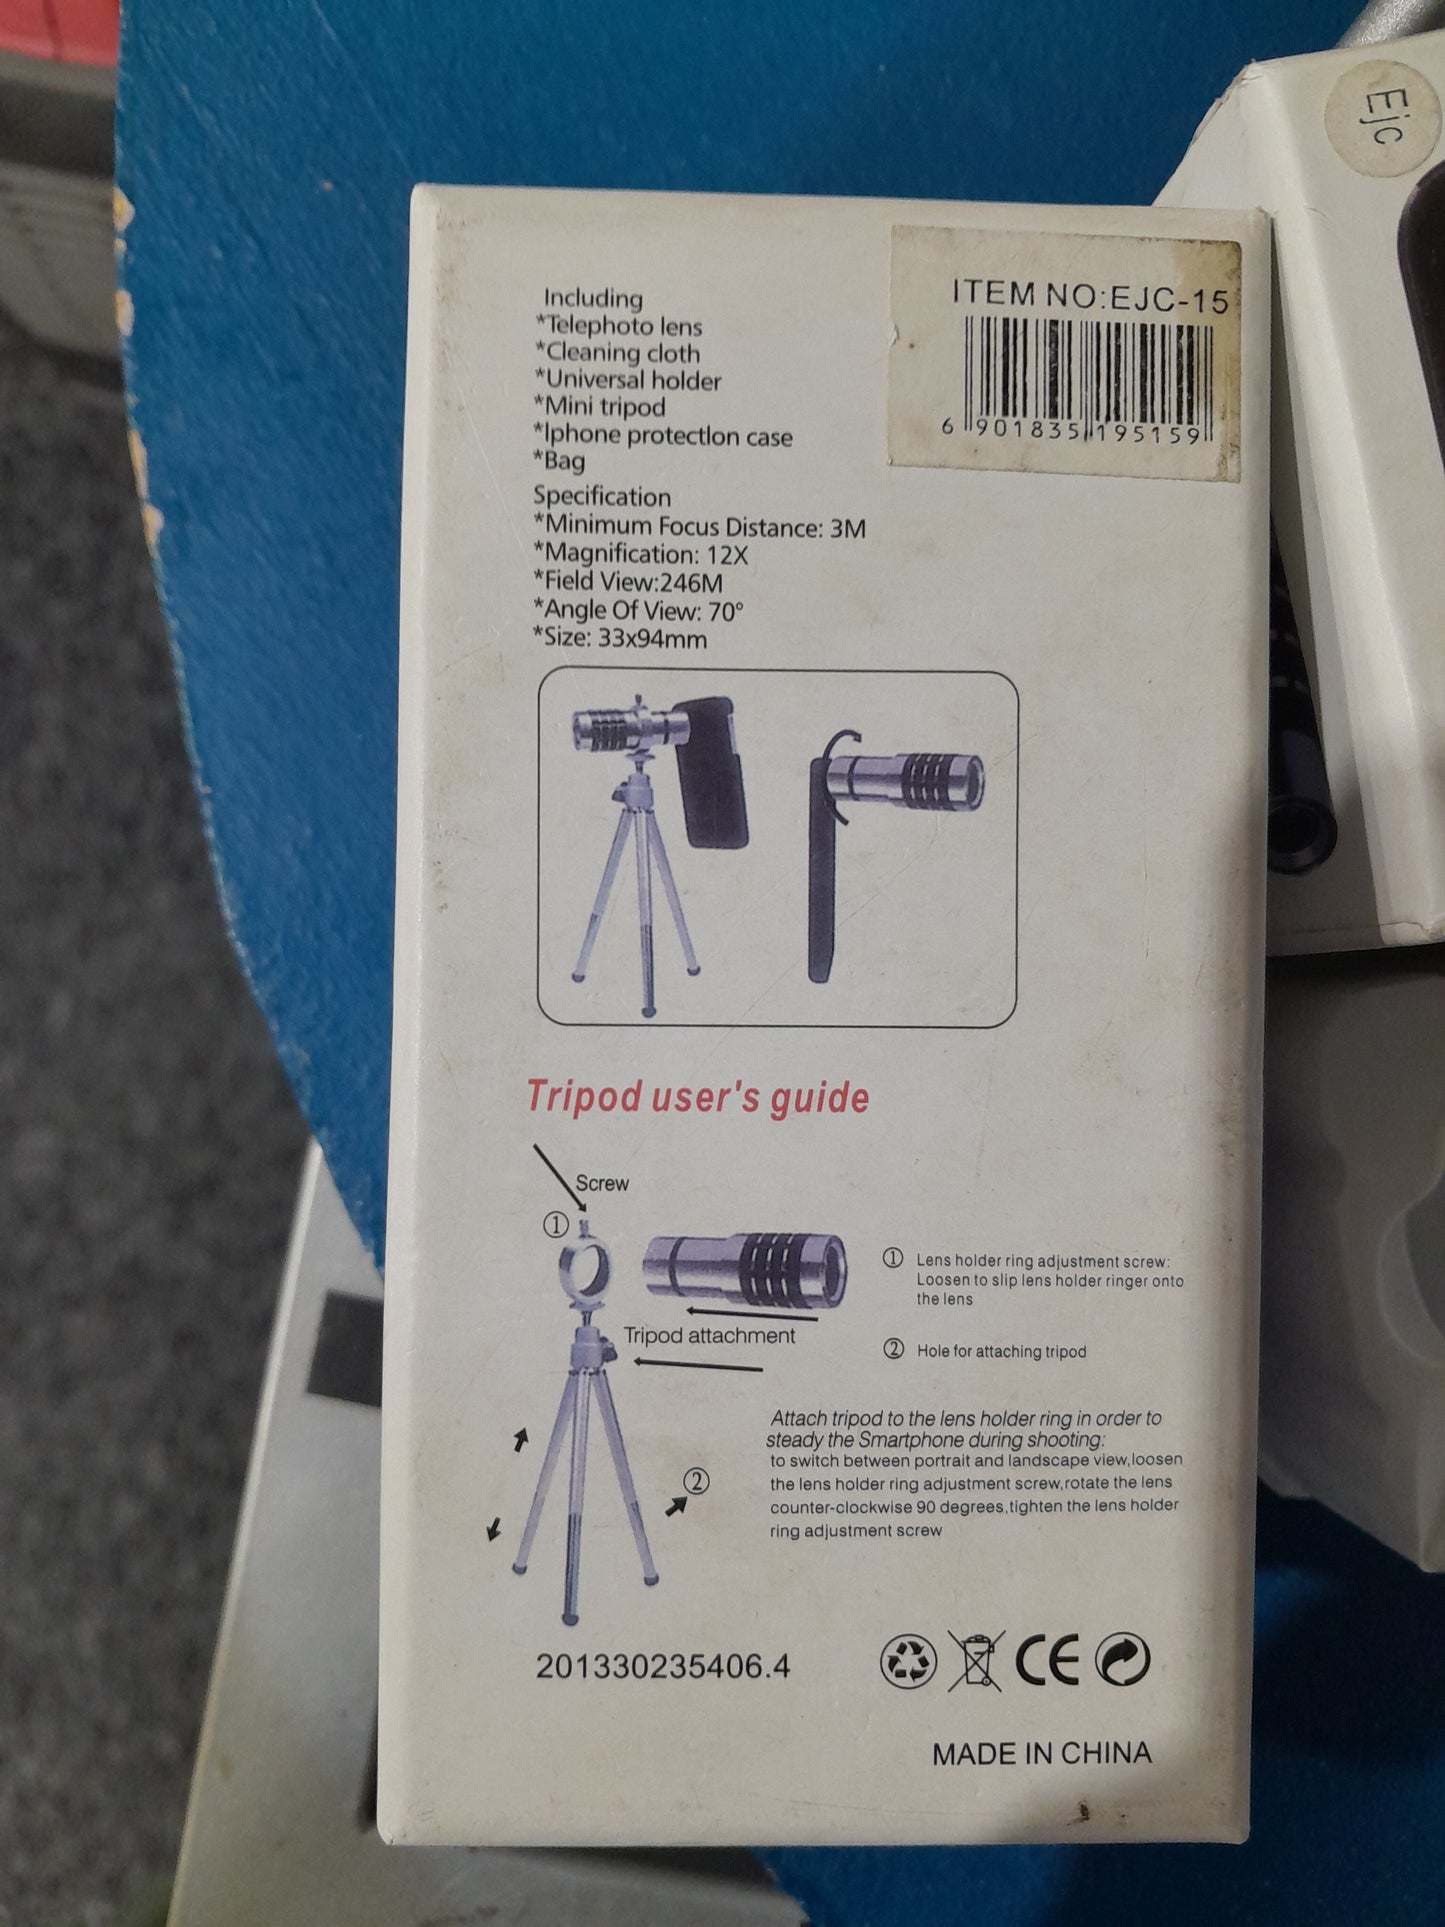 Ejc
ITEM NO:EJC-15
6 901835 195159
Including
*Telephoto lens
*Cleaning cloth
*Universal holder
*Mini tripod
*Iphone protectlon case
*Bag
Specification
*Minimum Focus Distance: 3M
*Magnification: 12X
*Field View:246M
*Angle Of View: 70°
*Size: 33x94mm
Tripod user's guide
Screw
①
Tripod attachment
②
① Lens holder ring adjustment screw:
Loosen to slip lens holder ringer onto
the lens
② Hole for attaching tripod
Attach tripod to the lens holder ring in order to
steady the Smartphone during shooting:
to switch between portrait and landscape view,loosen
the lens holder ring adjustment screw,rotate the lens
counter-clockwise 90 degrees,tighten the lens holder
ring adjustment screw
201330235406.4
CE
MADE IN CHINA